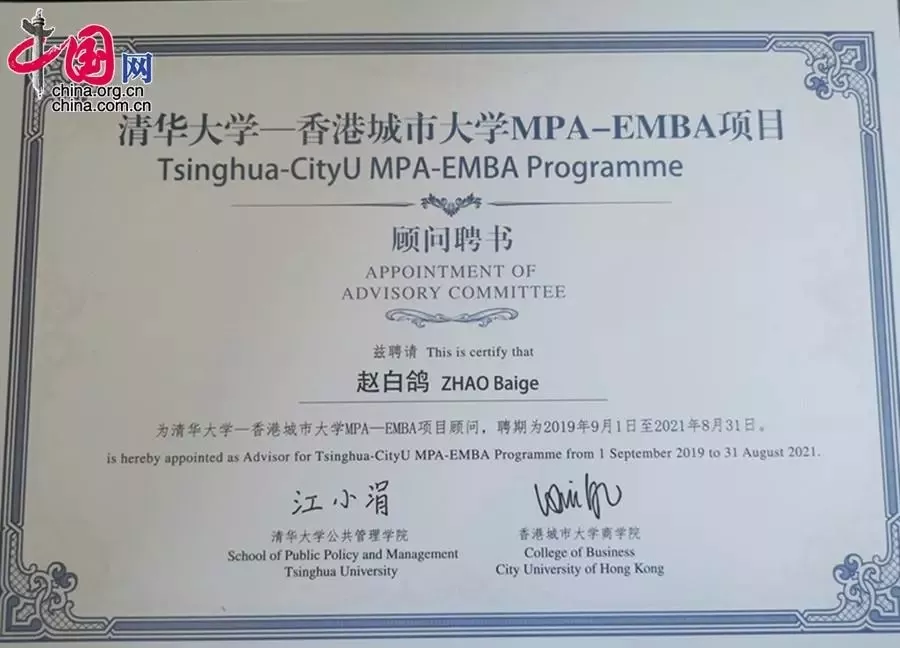 中国网
china.org.cn
china.com.cn
清华大学—香港城市大学MPA-EMBA项目
Tsinghua-CityU MPA-EMBA Programme
顾问聘书
APPOINTMENT OF
ADVISORY COMMITTEE
兹聘请 This is certify that
赵白鸽 ZHAO Baige
为清华大学—香港城市大学MPA—EMBA项目顾问，聘期为2019年9月1日至2021年8月31日。
is hereby appointed as Advisor for Tsinghua-CityU MPA-EMBA Programme from 1 September 2019 to 31 August 2021.
江小涓
清华大学公共管理学院
School of Public Policy and Management
Tsinghua University
香港城市大学商学院
College of Business
City University of Hong Kong